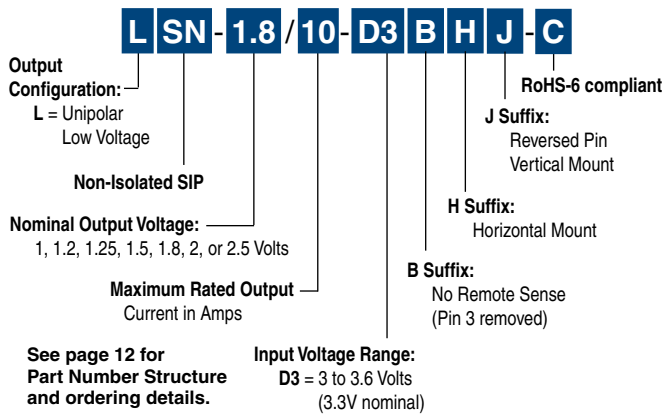 L SN - 1.8 / 10 - D3 B H J - C
Output
Configuration:
L = Unipolar
Low Voltage
Non-Isolated SIP
Nominal Output Voltage:
1, 1.2, 1.25, 1.5, 1.8, 2, or 2.5 Volts
Maximum Rated Output
Current in Amps
Input Voltage Range:
D3 = 3 to 3.6 Volts
(3.3V nominal)
B Suffix:
No Remote Sense
(Pin 3 removed)
H Suffix:
Horizontal Mount
J Suffix:
Reversed Pin
Vertical Mount
RoHS-6 compliant
See page 12 for
Part Number Structure
and ordering details.